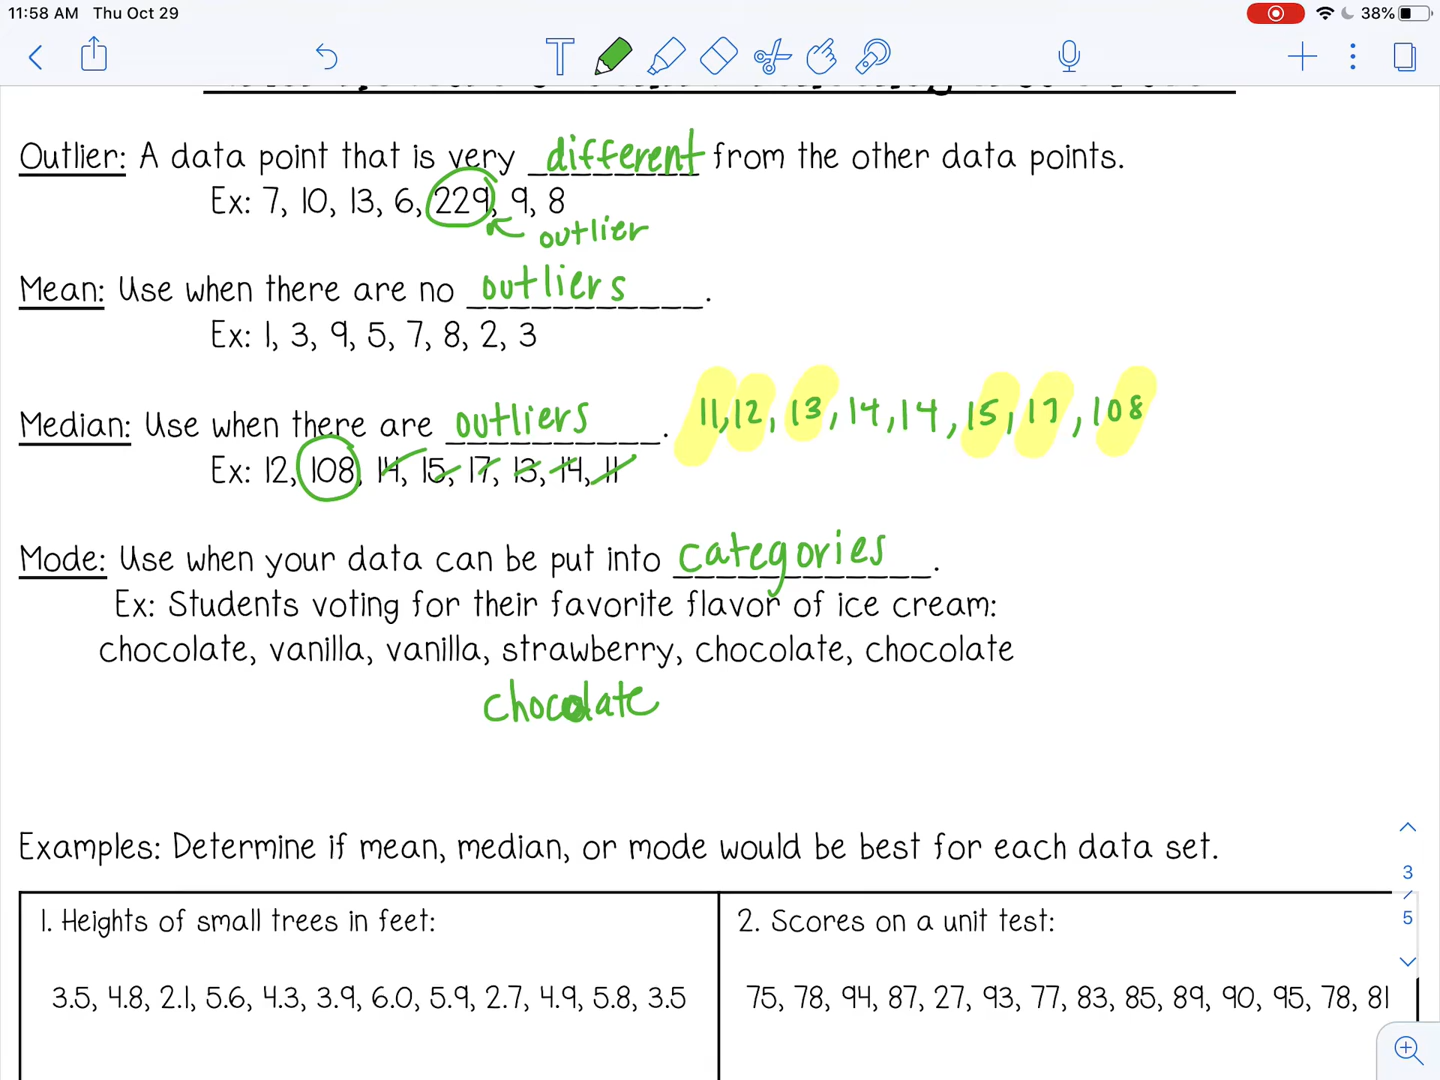 11:58 AM Thu Oct 29
38%
Outlier: A data point that is very different from the other data points.
Ex: 7, 10, 13, 6, 229, 9, 8
outlier
Mean: Use when there are no outliers.
Ex: 1, 3, 9, 5, 7, 8, 2, 3
Median: Use when there are outliers. 11, 12, 13, 14, 14, 15, 17, 108
Ex: 12, 108, 14, 15, 17, 13, 14, 11
Mode: Use when your data can be put into categories.
Ex: Students voting for their favorite flavor of ice cream:
chocolate, vanilla, vanilla, strawberry, chocolate, chocolate
chocolate
Examples: Determine if mean, median, or mode would be best for each data set.
3
/
5
1. Heights of small trees in feet:
3.5, 4.8, 2.1, 5.6, 4.3, 3.9, 6.0, 5.9, 2.7, 4.9, 5.8, 3.5
2. Scores on a unit test:
75, 78, 94, 87, 27, 93, 77, 83, 85, 89, 90, 95, 78, 81